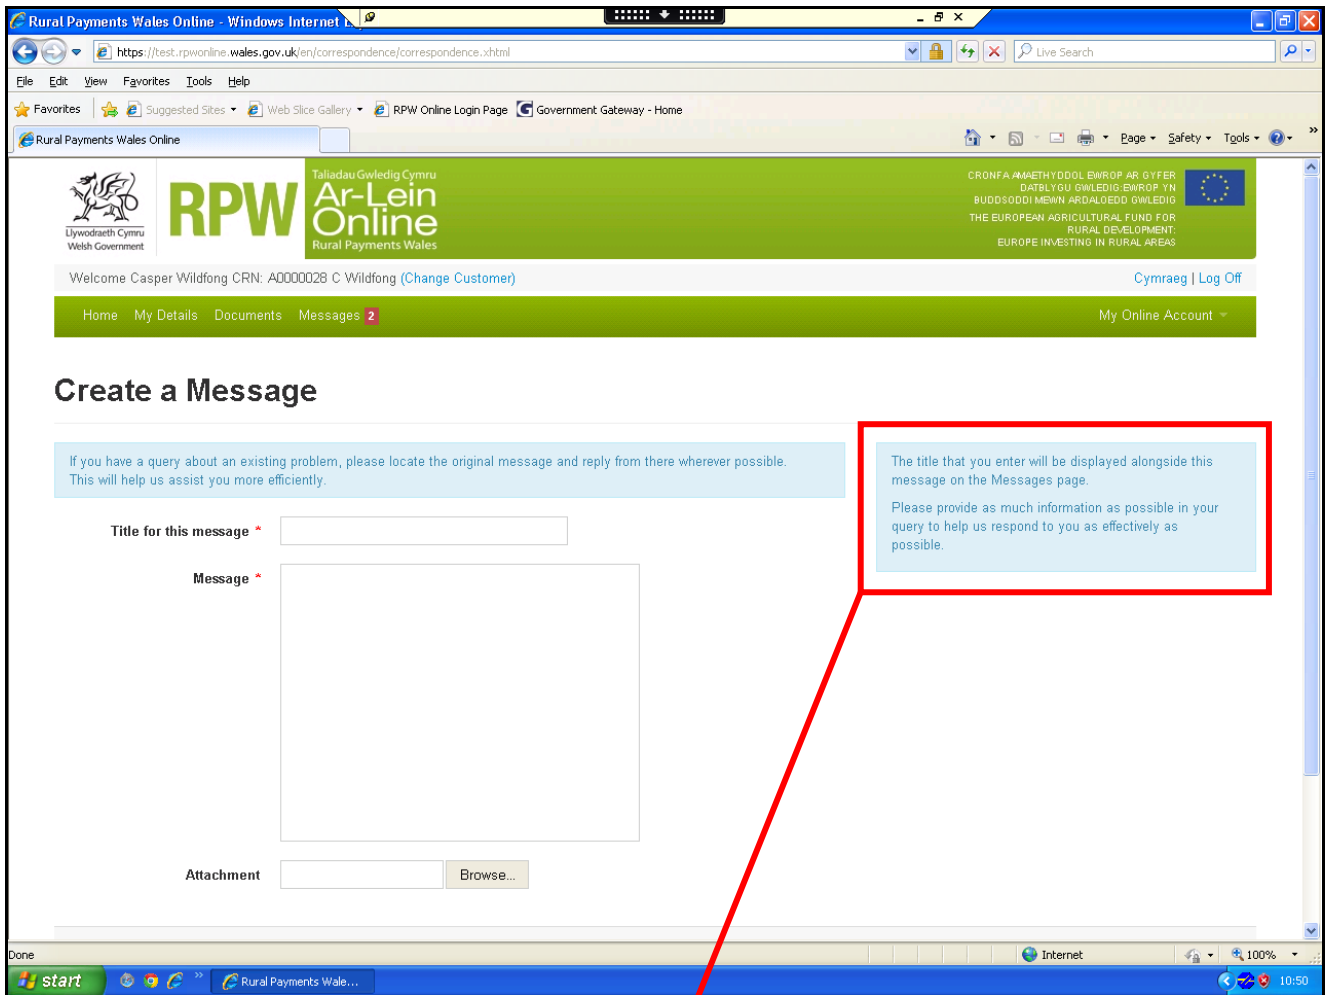 Rural Payments Wales Online - Windows Internet
https://test.rpwonline.wales.gov.uk/en/correspondence/correspondence.xhtml
Live Search
File Edit View Favorites Tools Help
Favorites Suggested Sites Web Slice Gallery RPW Online Login Page Government Gateway - Home
Rural Payments Wales Online
Page Safety Tools
Llywodraeth Cymru
Welsh Government
RPW
Taliadau Gwledig Cymru
Ar-Lein
Online
Rural Payments Wales
CRONFA AMAETHYDDOL EWROP AR GYFER
DATBLYGU GWLEDIG:EWROP YN
BUDDSODDI MEWN ARDALOEDD GWLEDIG
THE EUROPEAN AGRICULTURAL FUND FOR
RURAL DEVELOPMENT:
EUROPE INVESTING IN RURAL AREAS
Welcome Casper Wildfong CRN: A0000028 C Wildfong (Change Customer)
Cymraeg | Log Off
Home My Details Documents Messages 2
My Online Account
Create a Message
If you have a query about an existing problem, please locate the original message and reply from there wherever possible.
This will help us assist you more efficiently.
The title that you enter will be displayed alongside this
message on the Messages page.
Please provide as much information as possible in your
query to help us respond to you as effectively as
possible.
Title for this message *
Message *
Attachment
Browse...
Done
Internet
100%
start
Rural Payments Wale...
10:50